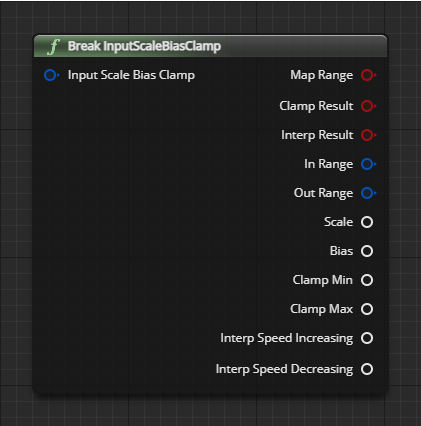 f Break InputScaleBiasClamp
Input Scale Bias Clamp Map Range
Clamp Result
Interp Result
In Range
Out Range
Scale
Bias
Clamp Min
Clamp Max
Interp Speed Increasing
Interp Speed Decreasing